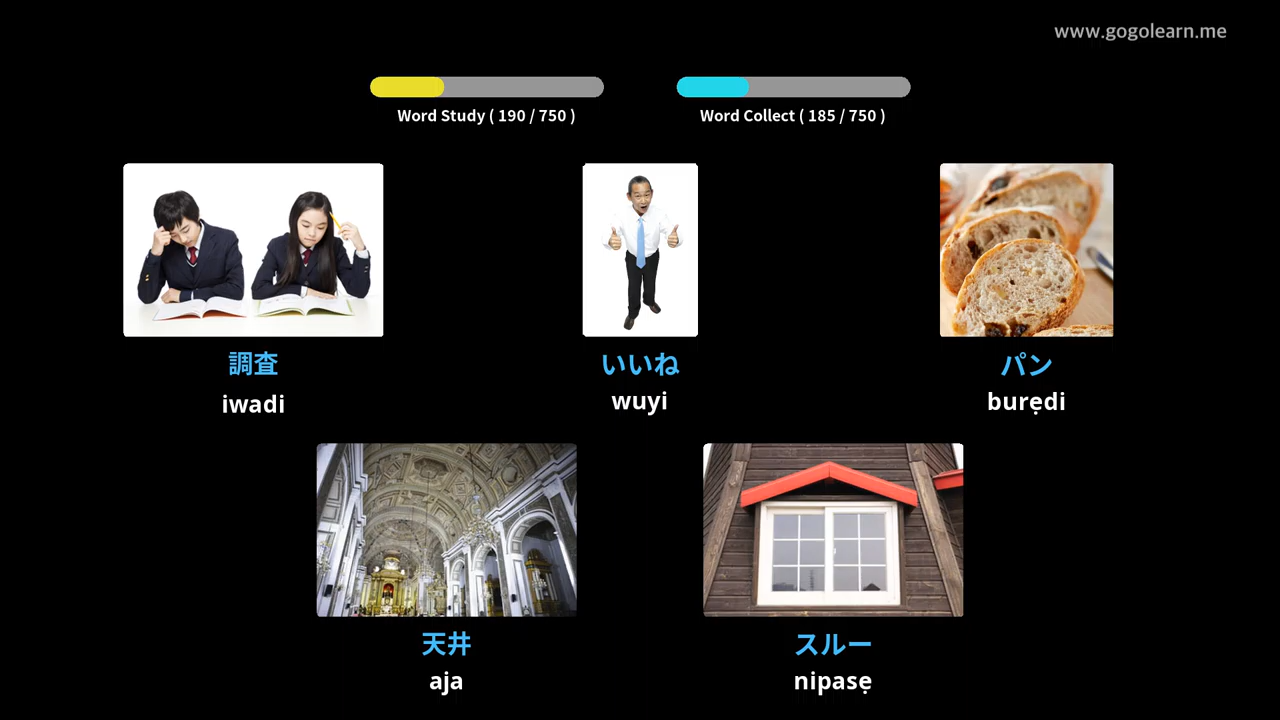 www.gogolearn.me
Word Study ( 190 / 750 )
Word Collect ( 185 / 750 )
調査
iwadi
いいね
wuyi
パン
burẹdi
天井
aja
スルー
nipasẹ